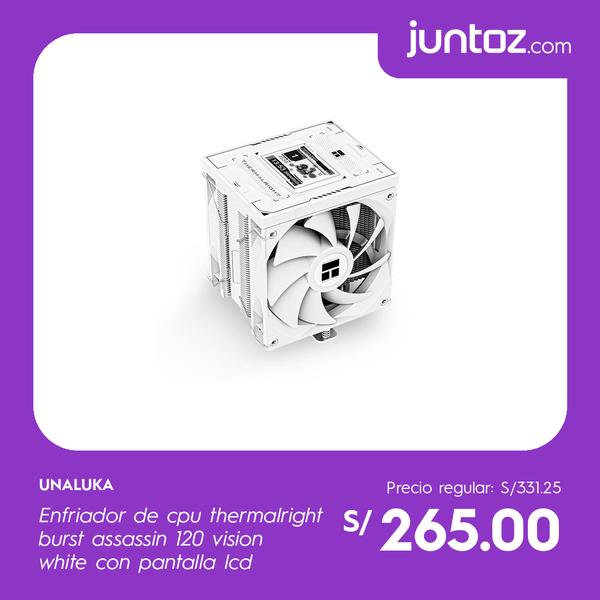 juntoz.com
THERMALRIGHT
UNALUKA
Enfriador de cpu thermalright
burst assassin 120 vision
white con pantalla lcd
Precio regular: S/331.25
S/ 265.00